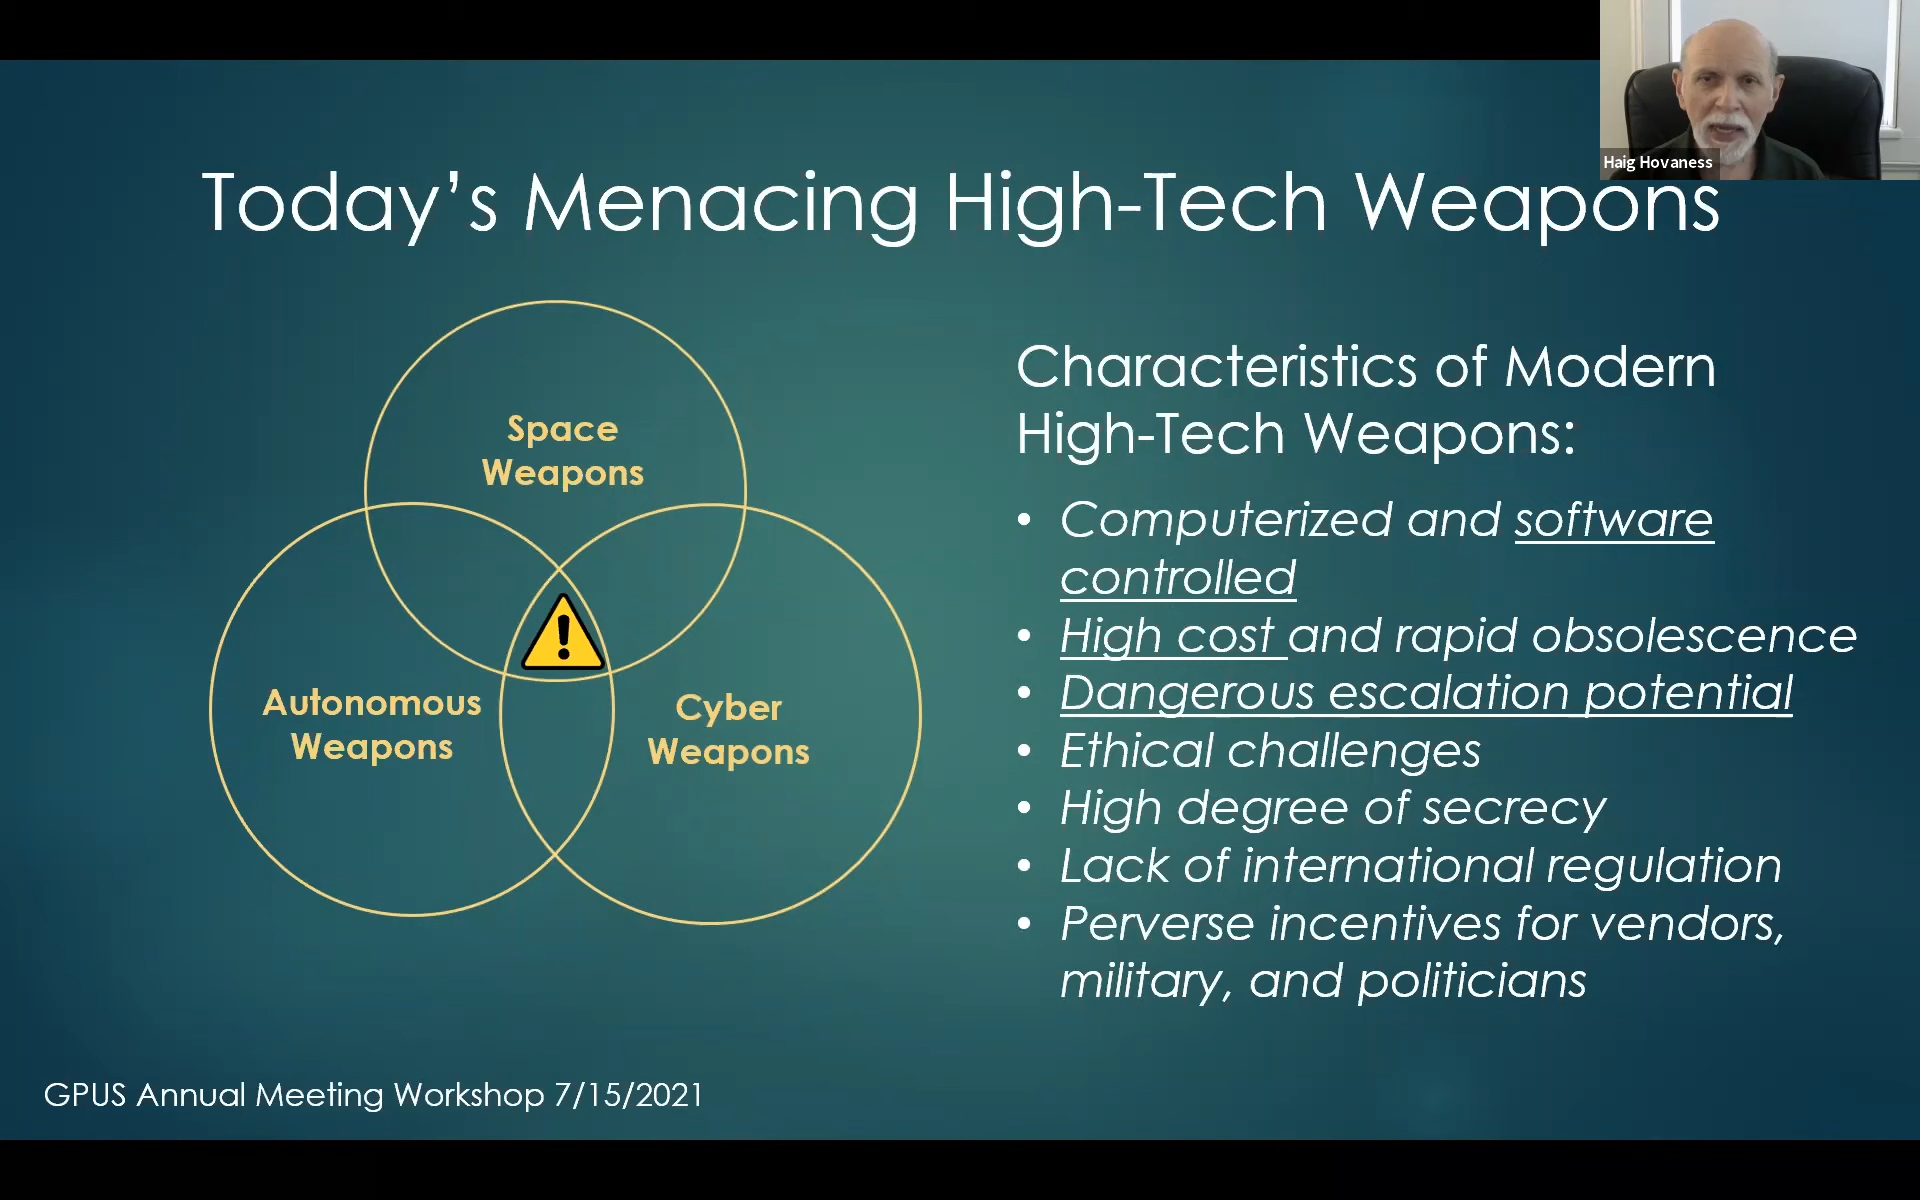 Haig Hovaness
Today's Menacing High-Tech Weapons
Space
Weapons
Autonomous
Weapons
Cyber
Weapons
Characteristics of Modern
High-Tech Weapons:
• Computerized and software
controlled
• High cost and rapid obsolescence
• Dangerous escalation potential
• Ethical challenges
• High degree of secrecy
• Lack of international regulation
• Perverse incentives for vendors,
military, and politicians
GPUS Annual Meeting Workshop 7/15/2021